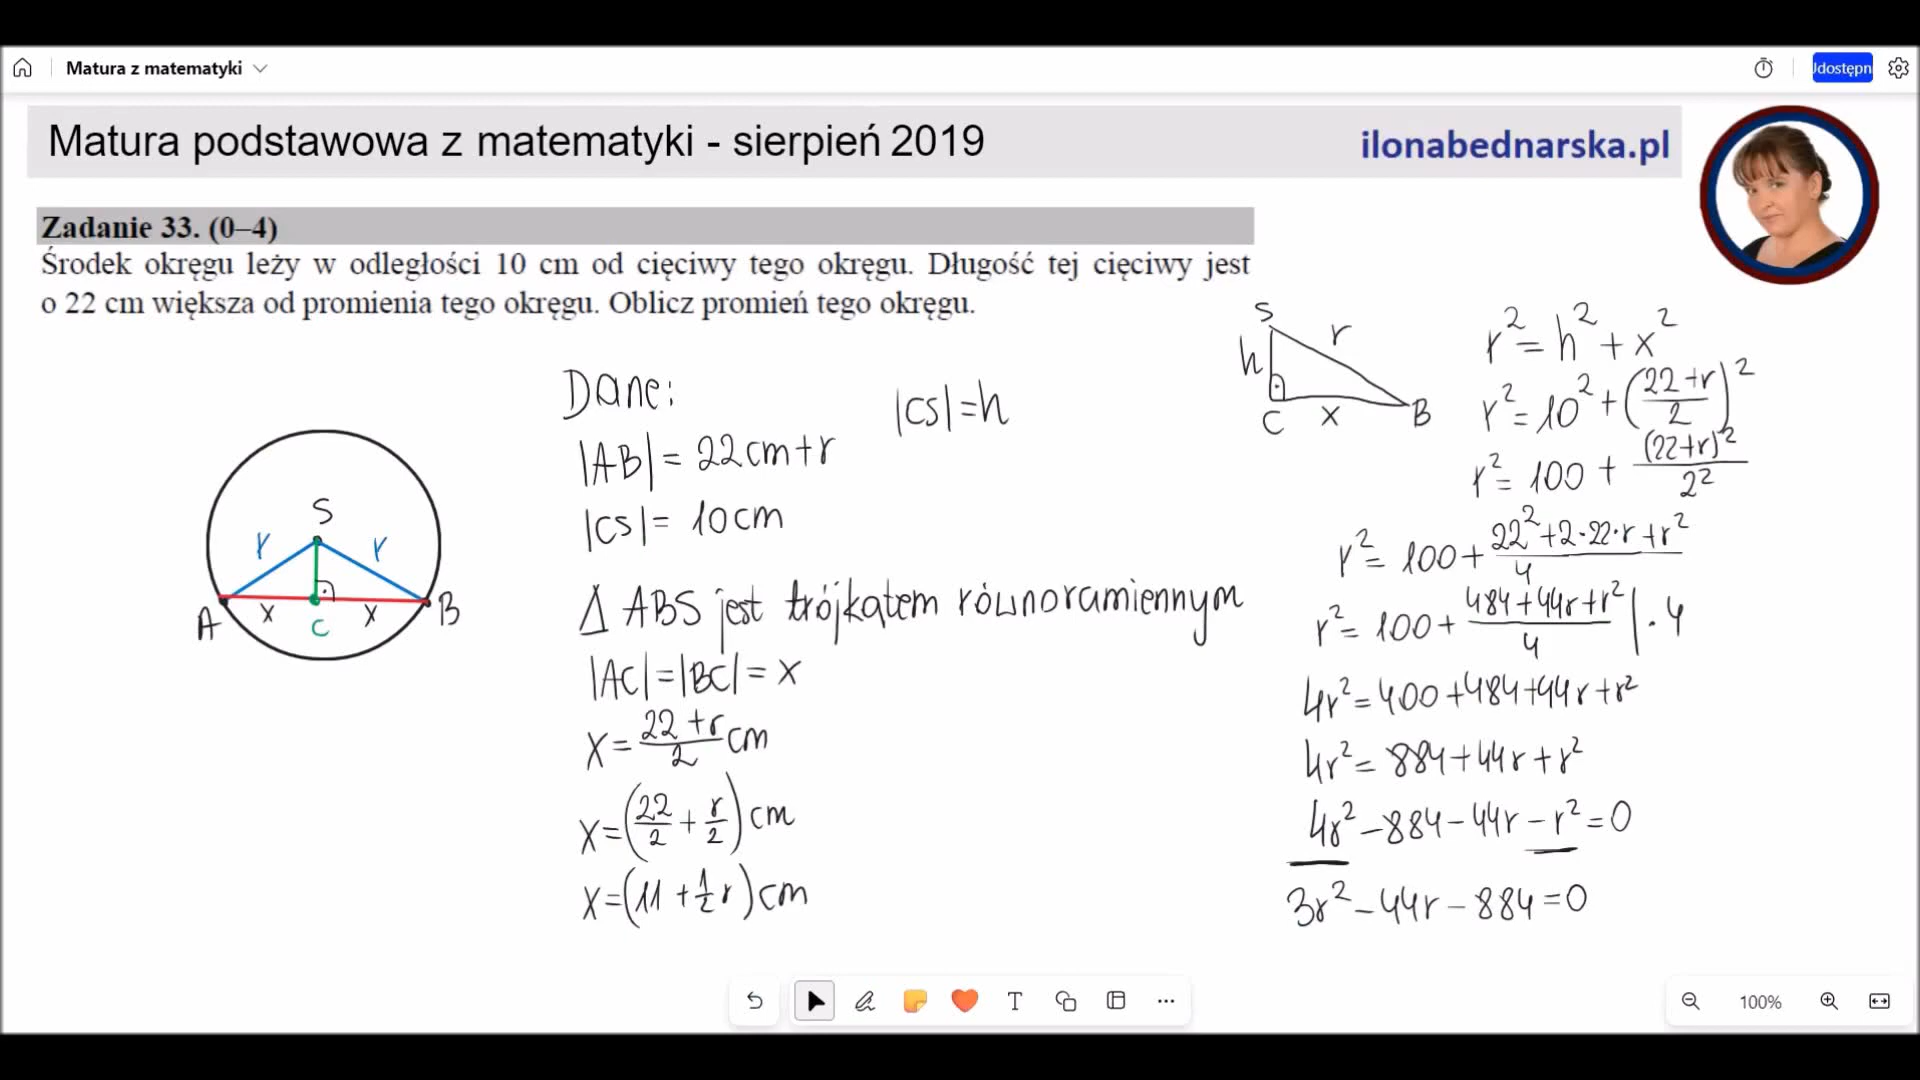 Matura z matematyki
Udostępn
Matura podstawowa z matematyki - sierpień 2019
ilonabednarska.pl
Zadanie 33. (0–4)
Środek okręgu leży w odległości 10 cm od cięciwy tego okręgu. Długość tej cięciwy jest
o 22 cm większa od promienia tego okręgu. Oblicz promień tego okręgu.
S
r r
A x C x B
Dane:
|AB| = 22cm+r
|CS| = 10cm
|CS|=h
Δ ABS jest trójkątem równoramiennym
|AC|=|BC|= x
x = (22+r)/2 cm
x=(22/2 + r/2) cm
x=(11 + 1/2 r) cm
S
h r
C x B
r² = h² + x²
r² = 10² + ((22+r)/2)²
r² = 100 + (22+r)²/2²
r² = 100 + (22²+2·22·r+r²)/4
r² = 100 + (484+44r+r²)/4 |·4
4r² = 400+484+44r+r²
4r² = 884+44r+r²
4r² −884−44r−r² = 0
3r² −44r−884=0
T
100%